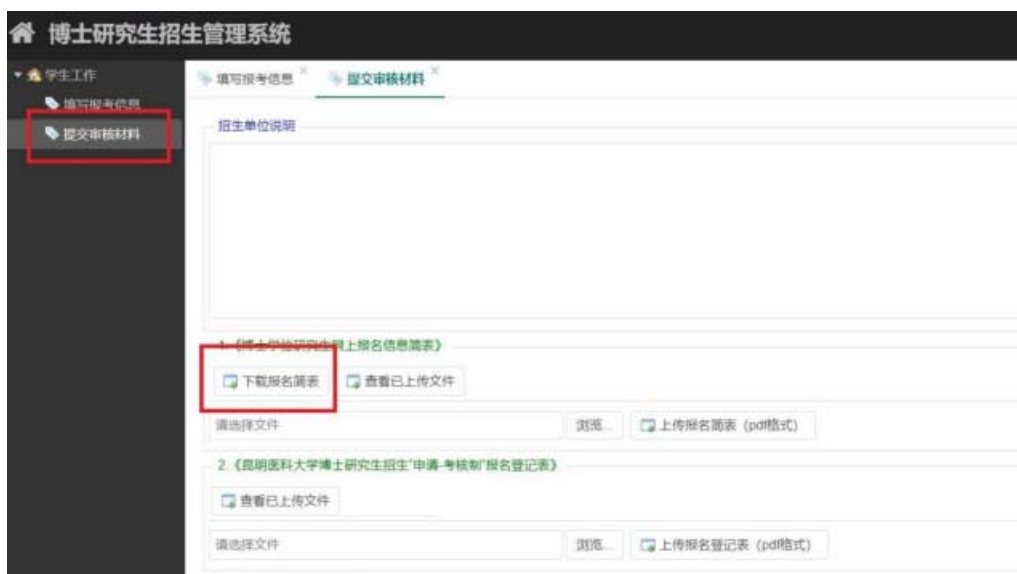 博士研究生招生管理系统
学生工作
填写报考信息
提交审核材料
填写报考信息 × 提交审核材料 ×
招生单位说明
1.《博士学位研究生网上报名信息简表》
下载报名简表 查看已上传文件
请选择文件 浏览... 上传报名简表（pdf格式）
2.《昆明医科大学博士研究生招生"申请-考核制"报名登记表》
查看已上传文件
请选择文件 浏览... 上传报名登记表（pdf格式）